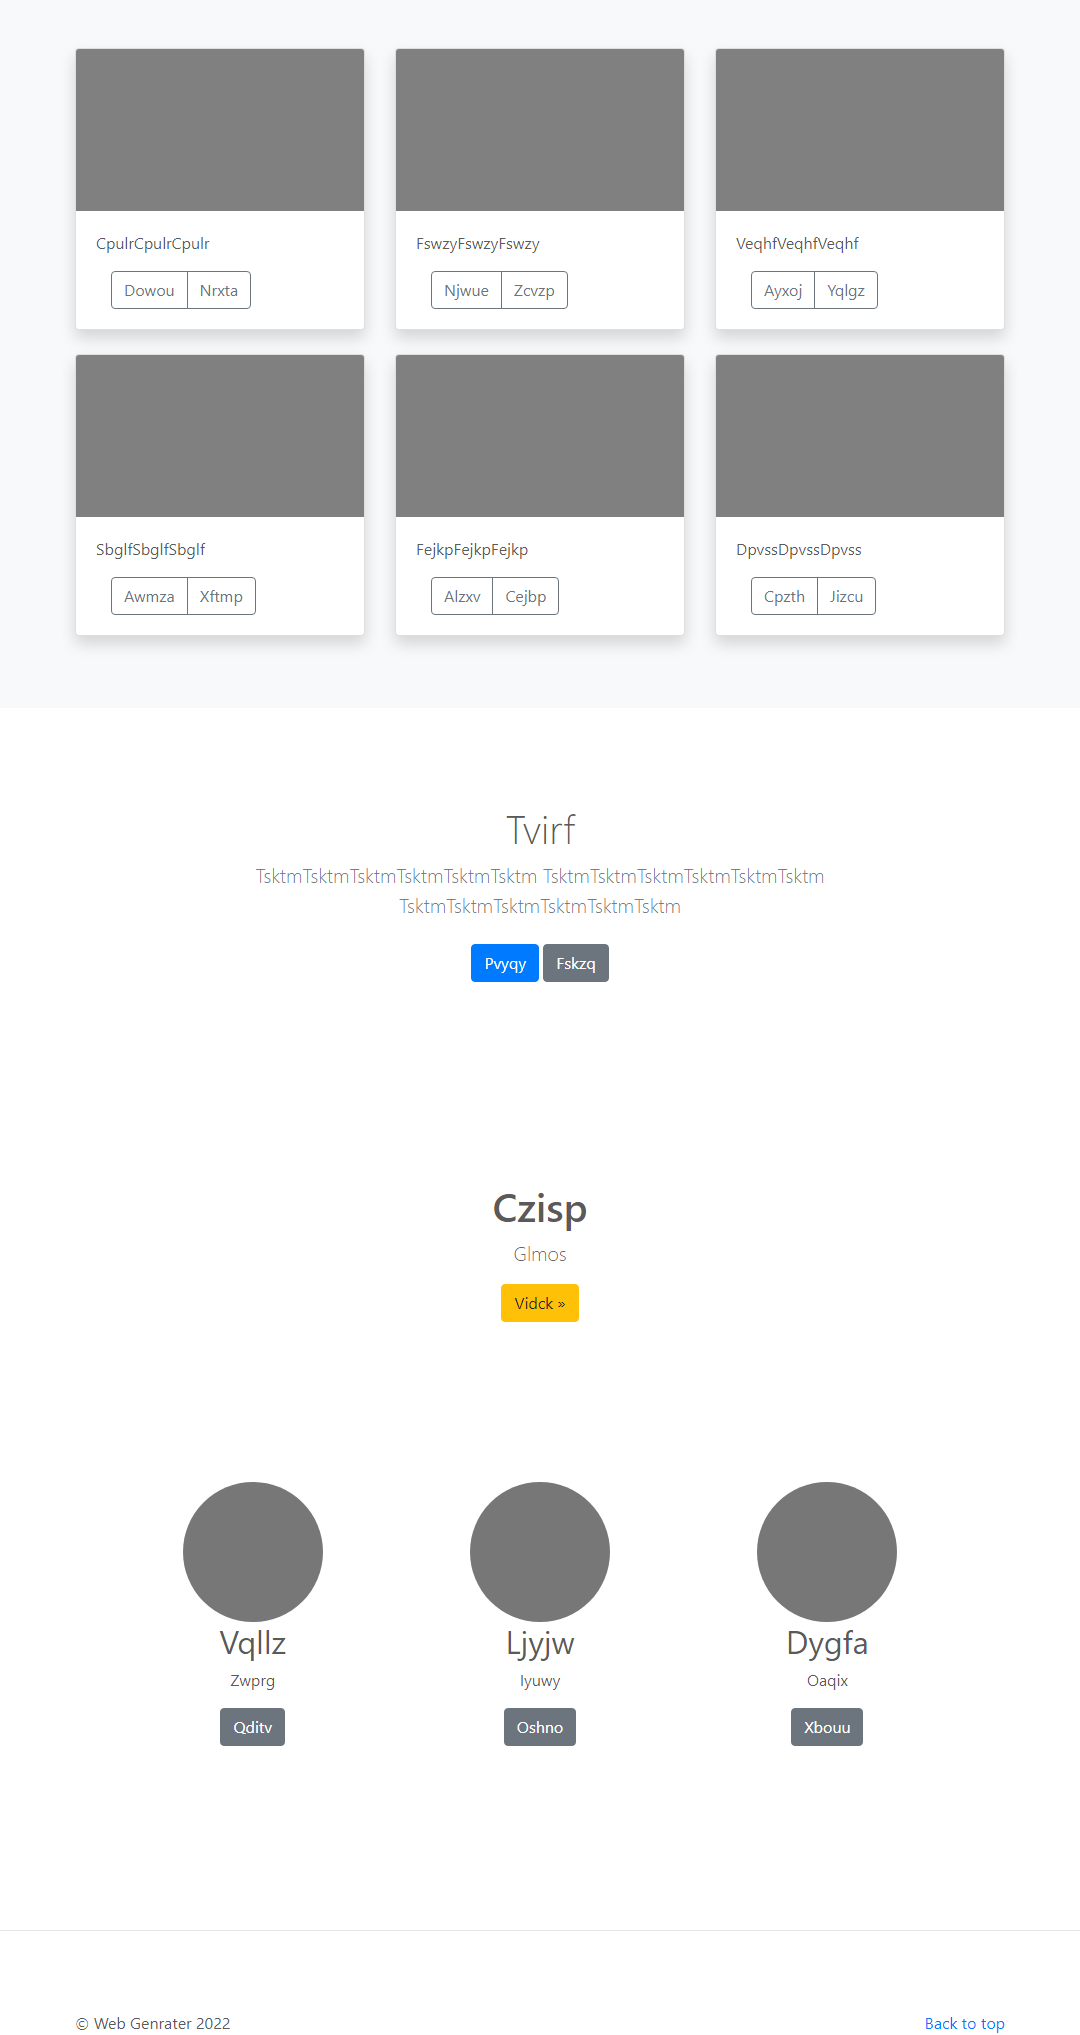 CpulrCpulrCpulr
Dowou Nrxta
FswzyFswzyFswzy
Njwue Zcvzp
VeqhfVeqhfVeqhf
Ayxoj Yqlgz
SbglfSbglfSbglf
Awmza Xftmp
FejkpFejkpFejkp
Alzxv Cejbp
DpvssDpvssDpvss
Cpzth Jizcu
Tvirf
TsktmTsktmTsktmTsktmTsktmTsktm TsktmTsktmTsktmTsktmTsktmTsktm
TsktmTsktmTsktmTsktmTsktmTsktm
Pvyqy Fskzq
Czisp
Glmos
Vidck »
Vqllz
Zwprg
Qditv
Ljyjw
Iyuwy
Oshno
Dygfa
Oaqix
Xbouu
© Web Genrater 2022
Back to top